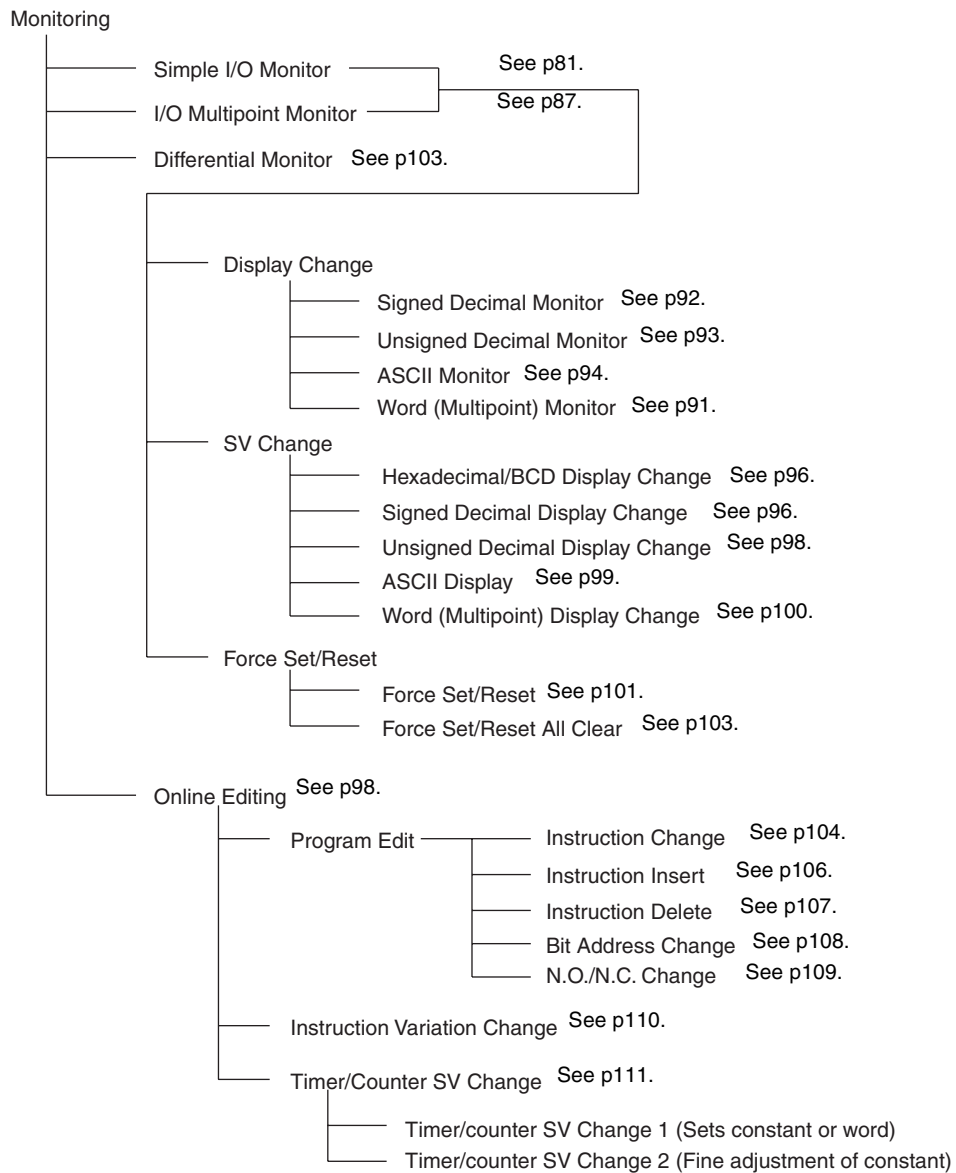 Monitoring
Simple I/O Monitor See p81.
I/O Multipoint Monitor See p87.
Differential Monitor See p103.
Display Change
Signed Decimal Monitor See p92.
Unsigned Decimal Monitor See p93.
ASCII Monitor See p94.
Word (Multipoint) Monitor See p91.
SV Change
Hexadecimal/BCD Display Change See p96.
Signed Decimal Display Change See p96.
Unsigned Decimal Display Change See p98.
ASCII Display See p99.
Word (Multipoint) Display Change See p100.
Force Set/Reset
Force Set/Reset See p101.
Force Set/Reset All Clear See p103.
Online Editing See p98.
Program Edit Instruction Change See p104.
Instruction Insert See p106.
Instruction Delete See p107.
Bit Address Change See p108.
N.O./N.C. Change See p109.
Instruction Variation Change See p110.
Timer/Counter SV Change See p111.
Timer/counter SV Change 1 (Sets constant or word)
Timer/counter SV Change 2 (Fine adjustment of constant)